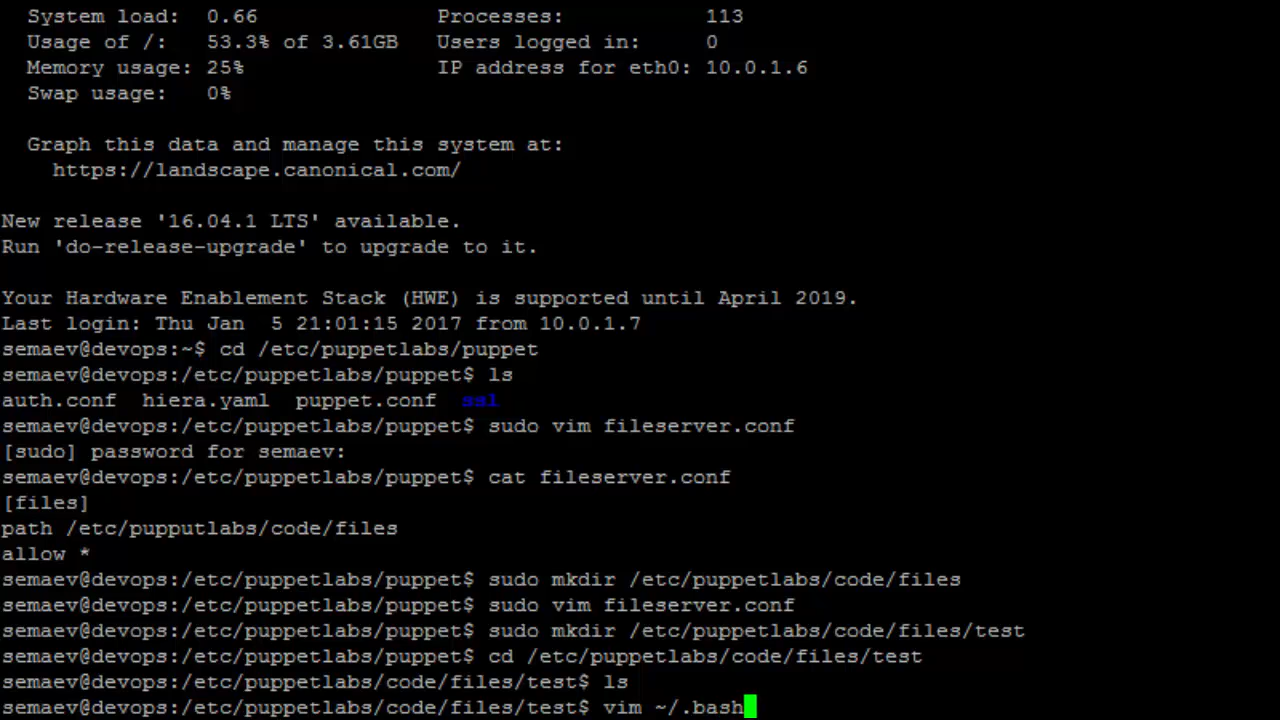 System load: 0.66 Processes: 113
Usage of /: 53.3% of 3.61GB Users logged in: 0
Memory usage: 25% IP address for eth0: 10.0.1.6
Swap usage: 0%
Graph this data and manage this system at:
https://landscape.canonical.com/
New release '16.04.1 LTS' available.
Run 'do-release-upgrade' to upgrade to it.
Your Hardware Enablement Stack (HWE) is supported until April 2019.
Last login: Thu Jan 5 21:01:15 2017 from 10.0.1.7
semaev@devops:~$ cd /etc/puppetlabs/puppet
semaev@devops:/etc/puppetlabs/puppet$ ls
auth.conf hiera.yaml puppet.conf ssl
semaev@devops:/etc/puppetlabs/puppet$ sudo vim fileserver.conf
[sudo] password for semaev:
semaev@devops:/etc/puppetlabs/puppet$ cat fileserver.conf
[files]
path /etc/pupputlabs/code/files
allow *
semaev@devops:/etc/puppetlabs/puppet$ sudo mkdir /etc/puppetlabs/code/files
semaev@devops:/etc/puppetlabs/puppet$ sudo vim fileserver.conf
semaev@devops:/etc/puppetlabs/puppet$ sudo mkdir /etc/puppetlabs/code/files/test
semaev@devops:/etc/puppetlabs/puppet$ cd /etc/puppetlabs/code/files/test
semaev@devops:/etc/puppetlabs/code/files/test$ ls
semaev@devops:/etc/puppetlabs/code/files/test$ vim ~/.bash